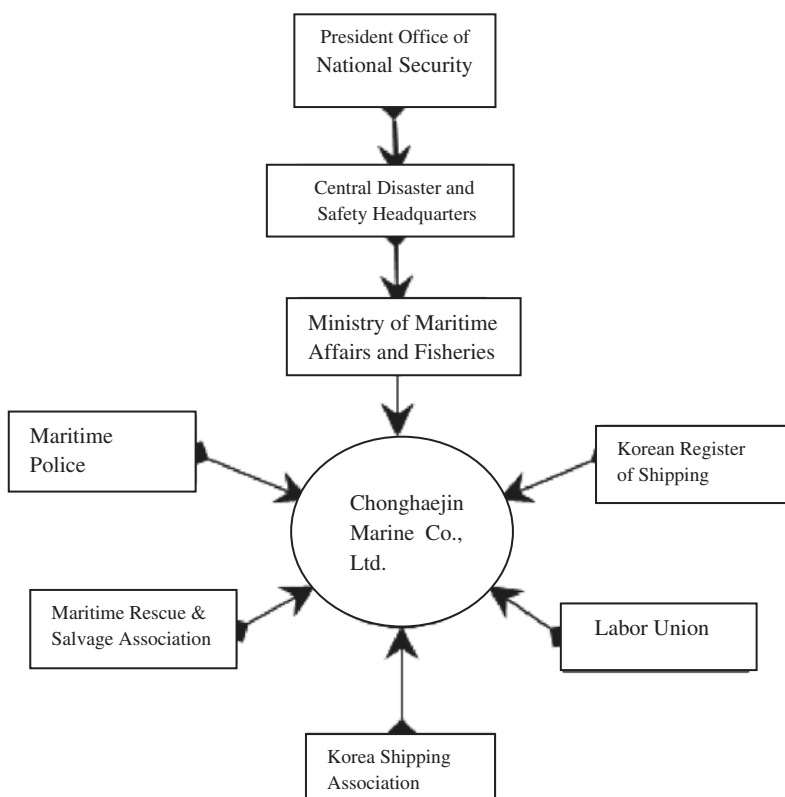 President Office of
National Security
Central Disaster and
Safety Headquarters
Ministry of Maritime
Affairs and Fisheries
Maritime
Police
Korean Register
of Shipping
Chonghaejin
Marine Co.,
Ltd.
Maritime Rescue &
Salvage Association
Labor Union
Korea Shipping
Association